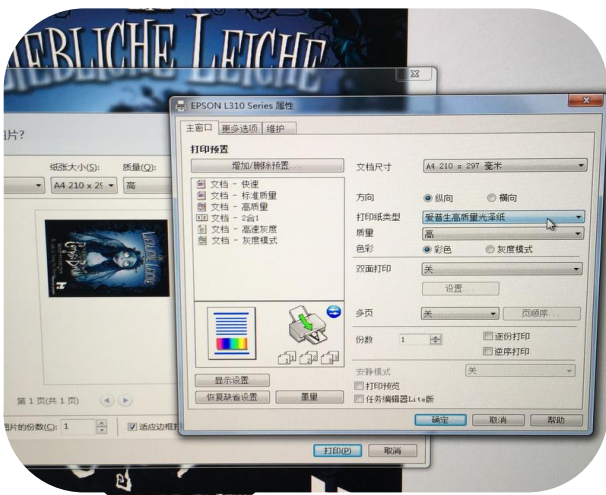 LIEBLICHE LEICHE
EPSON L310 Series 属性
主窗口 更多选项 维护
打印预置
增加/删除预置...
文档 - 快速
文档 - 标准质量
文档 - 高质量
文档 - 2合1
文档 - 高速灰度
文档 - 灰度模式
显示设置
恢复缺省设置 墨量
文档尺寸 A4 210 x 297 毫米
方向 纵向 横向
打印纸类型 爱普生高质量光泽纸
质量 高
色彩 彩色 灰度模式
双面打印 关
设置...
多页 关 页顺序...
份数 1 逐份打印
逆序打印
安静模式 关
打印预览
任务编辑器Lite版
确定 取消 帮助
图片?
纸张大小(S): 质量(Q):
A4 210 x 29 高
第 1 页(共 1 页)
图片的份数(C): 1 适应边框打
打印(P) 取消